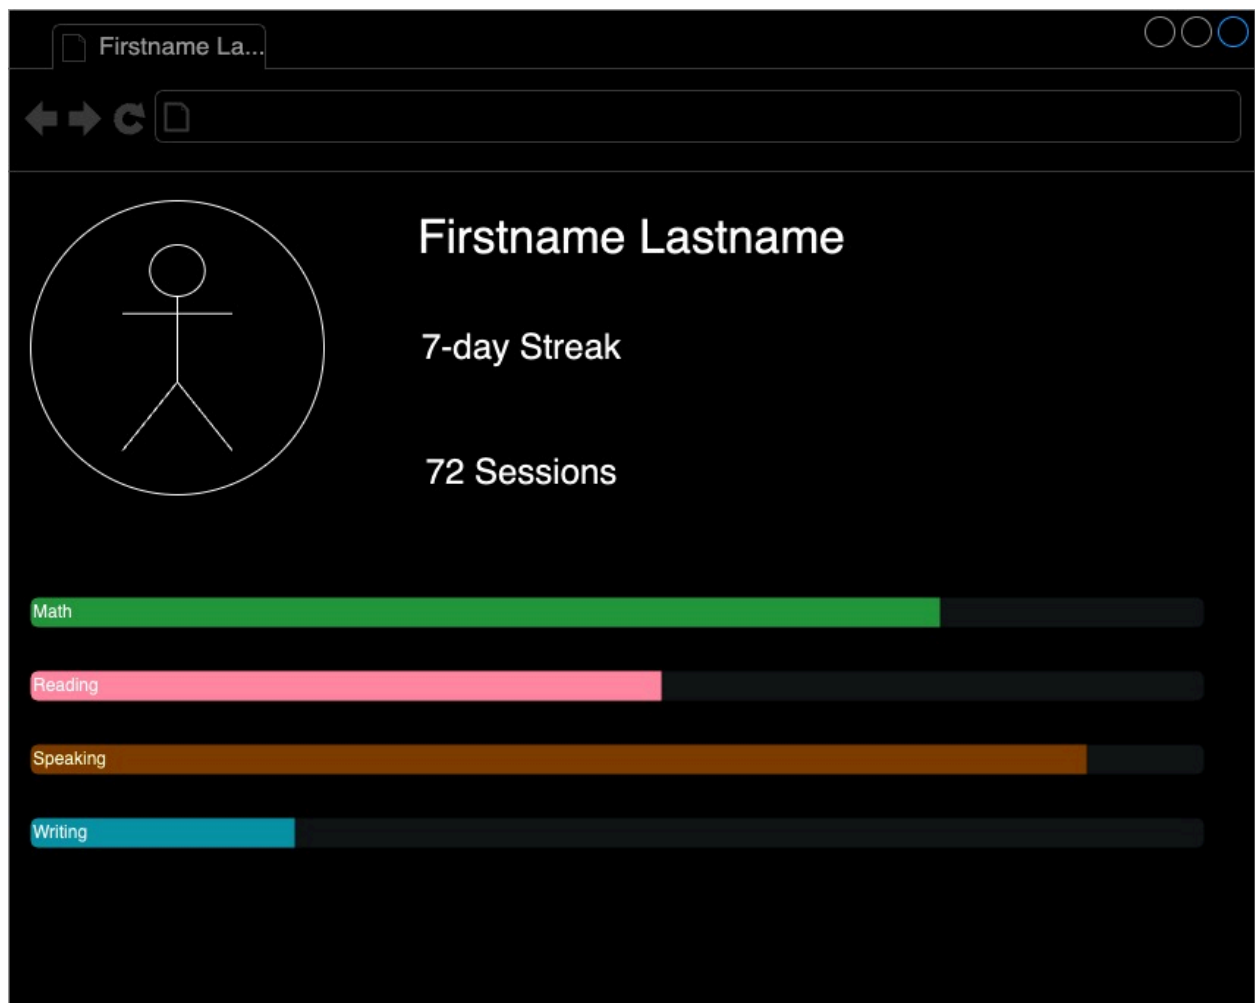 Firstname La...
Firstname Lastname
7-day Streak
72 Sessions
Math
Reading
Speaking
Writing